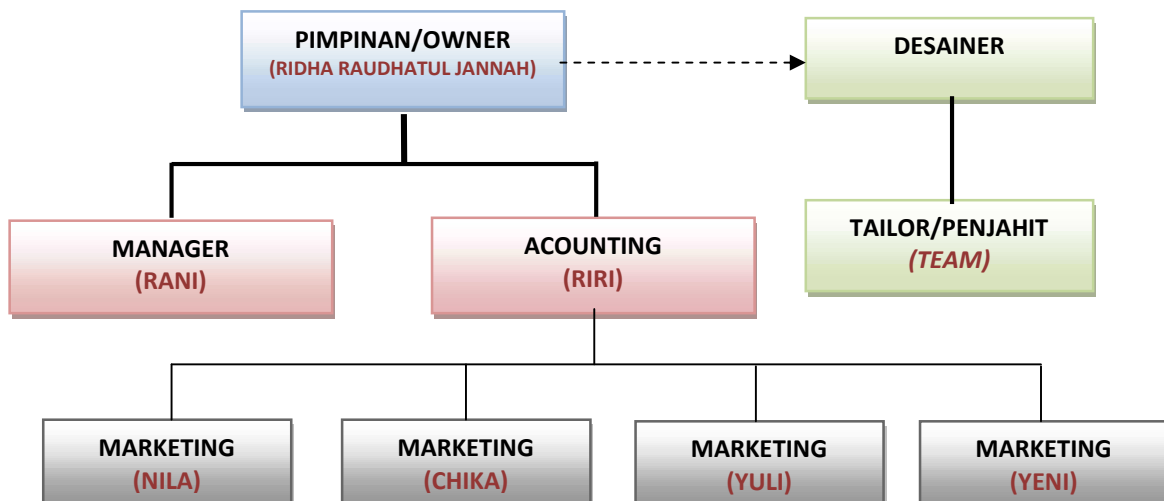 PIMPINAN/OWNER
(RIDHA RAUDHATUL JANNAH)
DESAINER
MANAGER
(RANI)
ACOUNTING
(RIRI)
TAILOR/PENJAHIT
(TEAM)
MARKETING
(NILA)
MARKETING
(CHIKA)
MARKETING
(YULI)
MARKETING
(YENI)